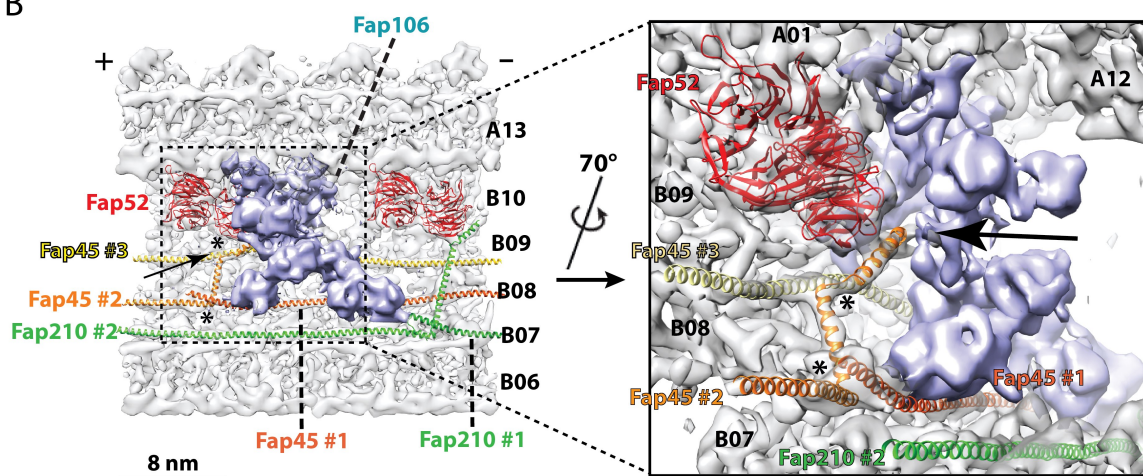 B
Fap106
+
−
A13
Fap52
B10
*
B09
Fap45 #3
Fap45 #2
B08
*
Fap210 #2
B07
B06
Fap45 #1
Fap210 #1
8 nm
70°
A01
A12
Fap52
B09
Fap45 #3
*
B08
*
Fap45 #1
Fap45 #2
B07
Fap210 #2